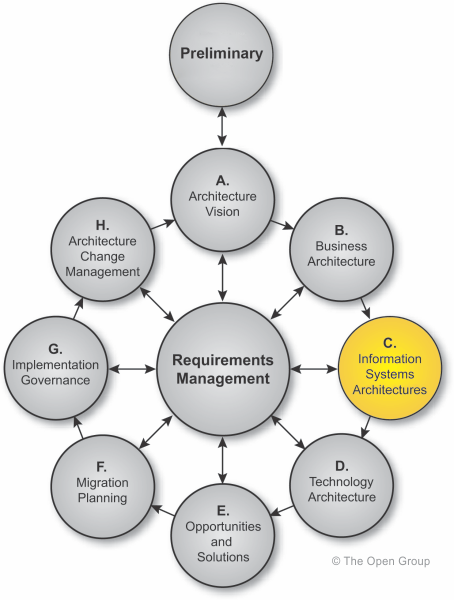 Preliminary
A.
Architecture
Vision
B.
Business
Architecture
C.
Information
Systems
Architectures
D.
Technology
Architecture
E.
Opportunities
and
Solutions
F.
Migration
Planning
G.
Implementation
Governance
H.
Architecture
Change
Management
Requirements
Management
© The Open Group